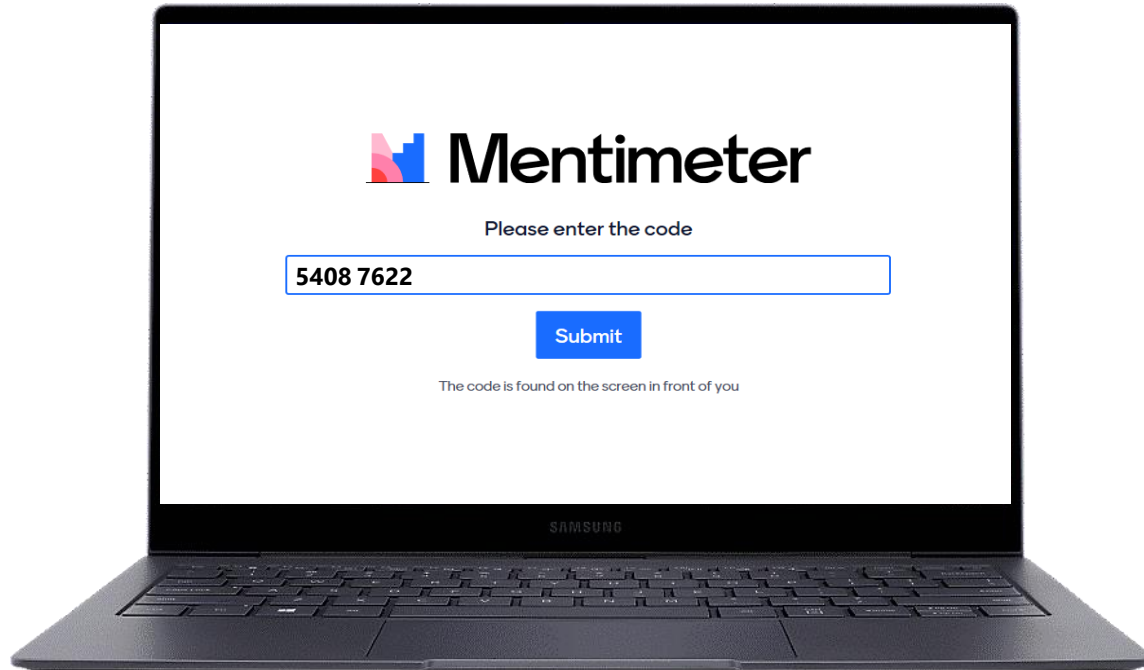 Mentimeter
Please enter the code
5408 7622
Submit
The code is found on the screen in front of you
SAMSUNG